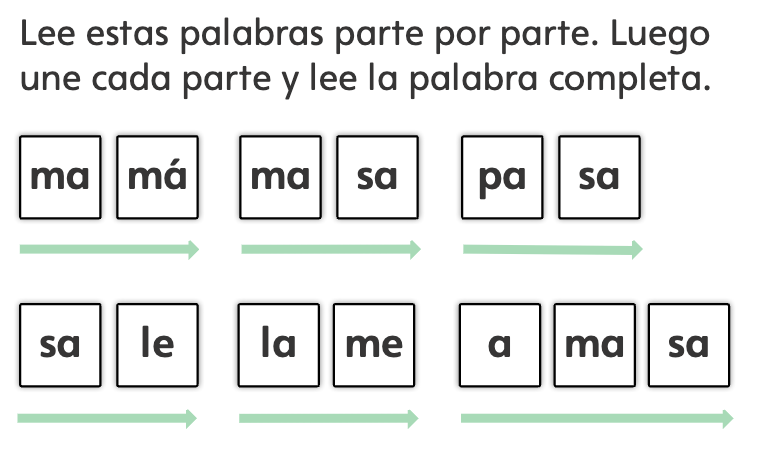 Lee estas palabras parte por parte. Luego
une cada parte y lee la palabra completa.
ma má ma sa pa sa
sa le la me a ma sa